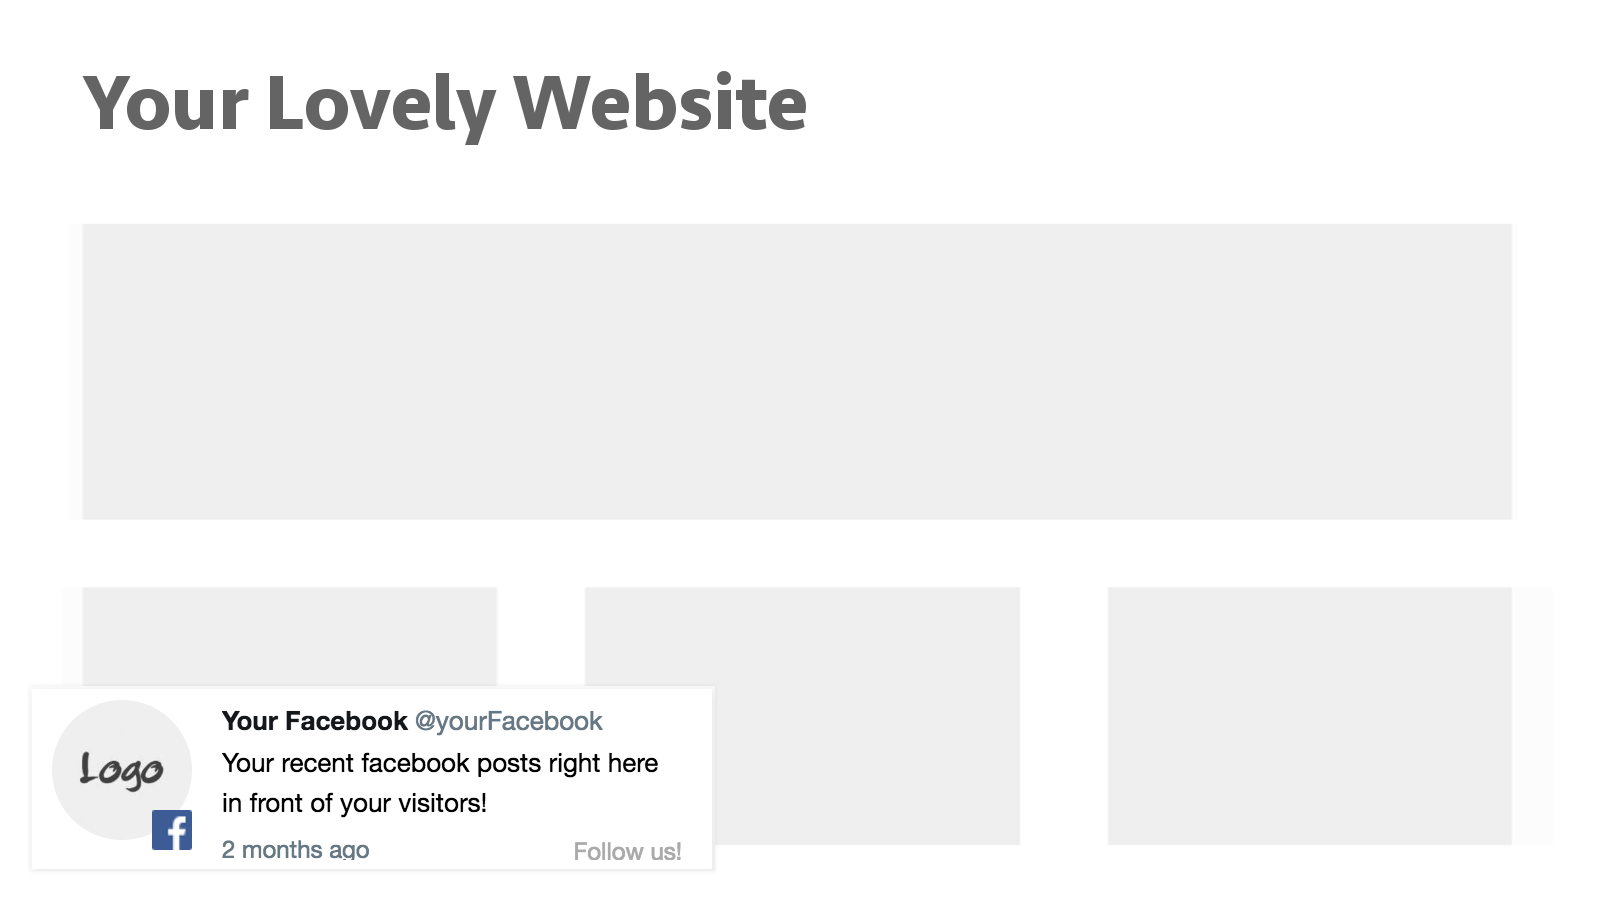 Your Lovely Website
Logo
Your Facebook @yourFacebook
Your recent facebook posts right here
in front of your visitors!
2 months ago
Follow us!